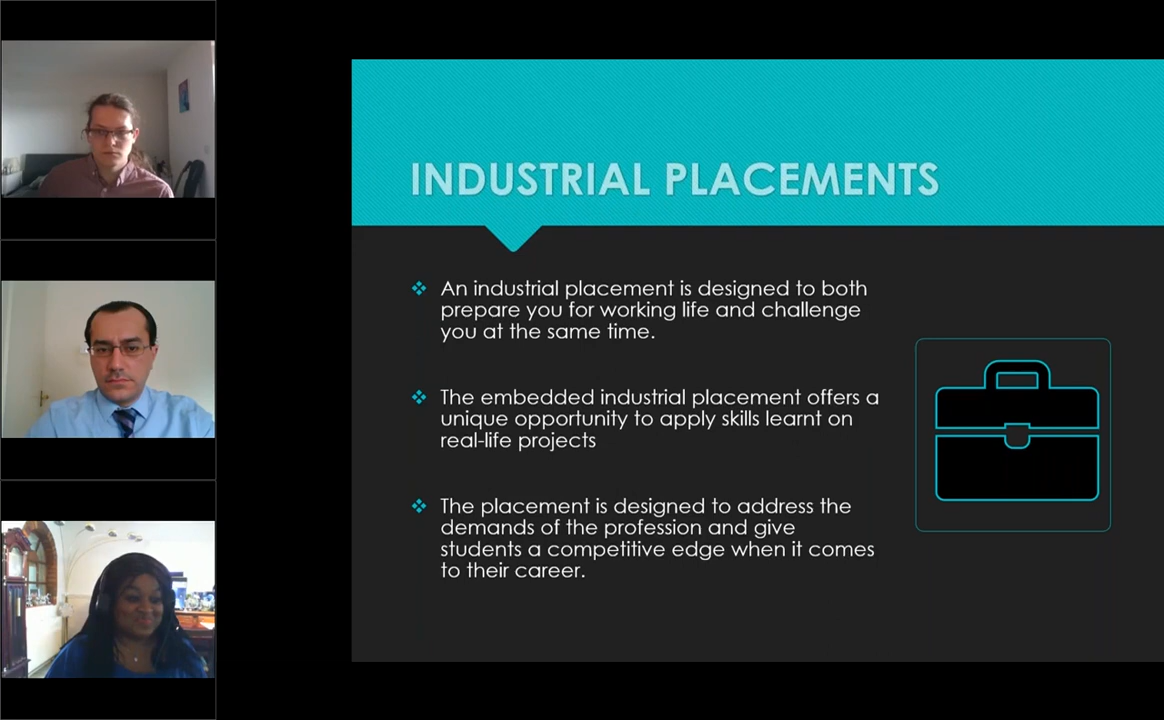 INDUSTRIAL PLACEMENTS
An industrial placement is designed to both
prepare you for working life and challenge
you at the same time.
The embedded industrial placement offers a
unique opportunity to apply skills learnt on
real-life projects
The placement is designed to address the
demands of the profession and give
students a competitive edge when it comes
to their career.